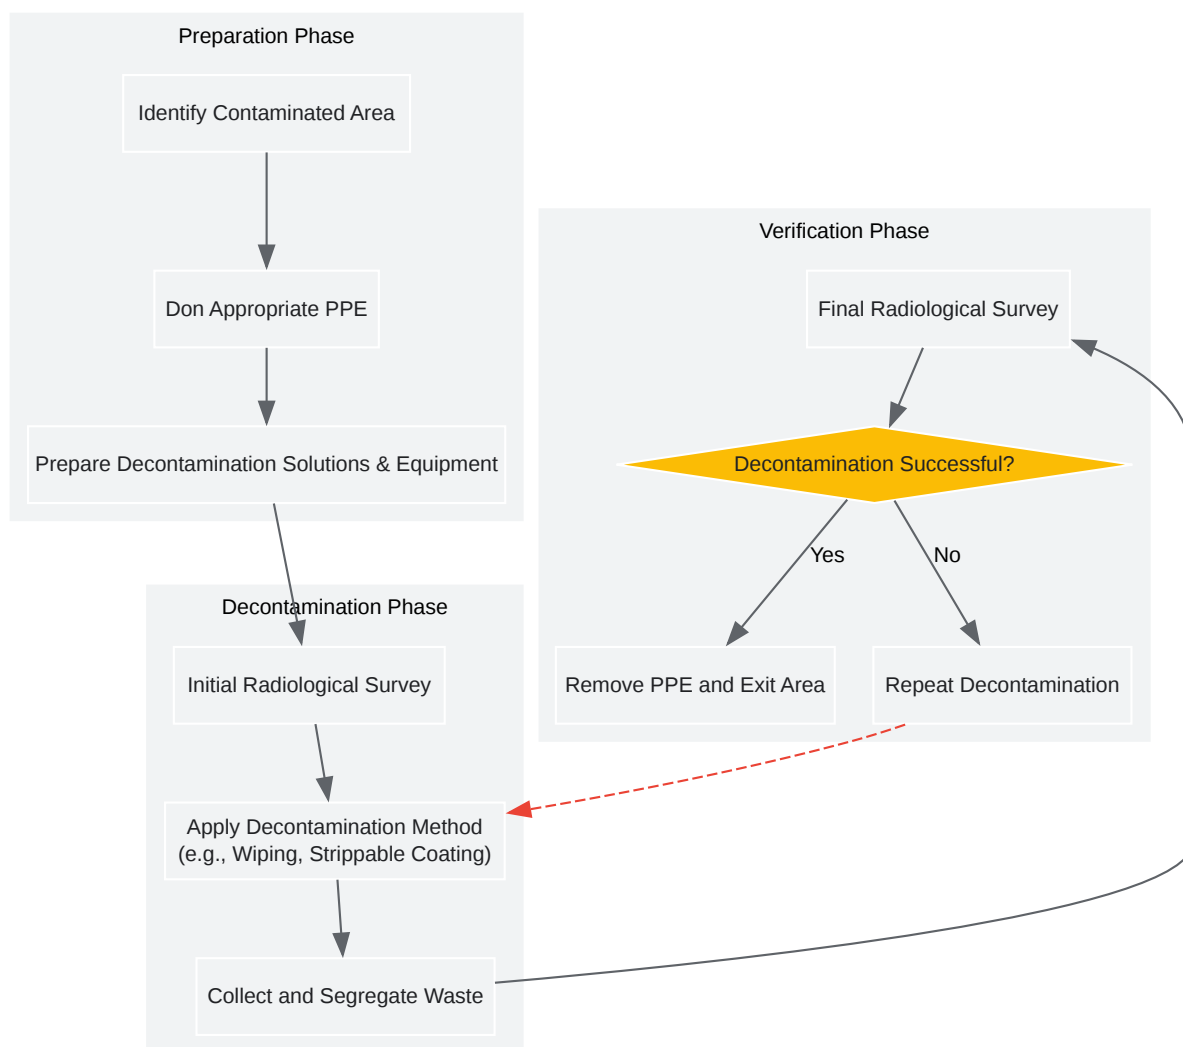 Preparation Phase
Identify Contaminated Area
Don Appropriate PPE
Prepare Decontamination Solutions & Equipment
Decontamination Phase
Initial Radiological Survey
Apply Decontamination Method
(e.g., Wiping, Strippable Coating)
Collect and Segregate Waste
Verification Phase
Final Radiological Survey
Decontamination Successful?
Yes
No
Remove PPE and Exit Area
Repeat Decontamination